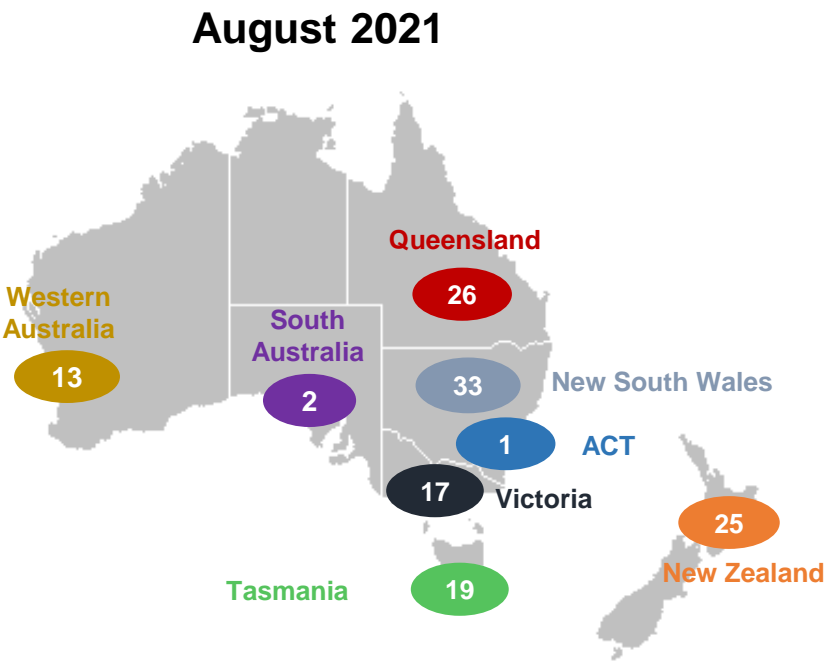 August 2021
Queensland
26
Western
Australia
13
South
Australia
2
33
New South Wales
1
ACT
17
Victoria
25
New Zealand
Tasmania
19